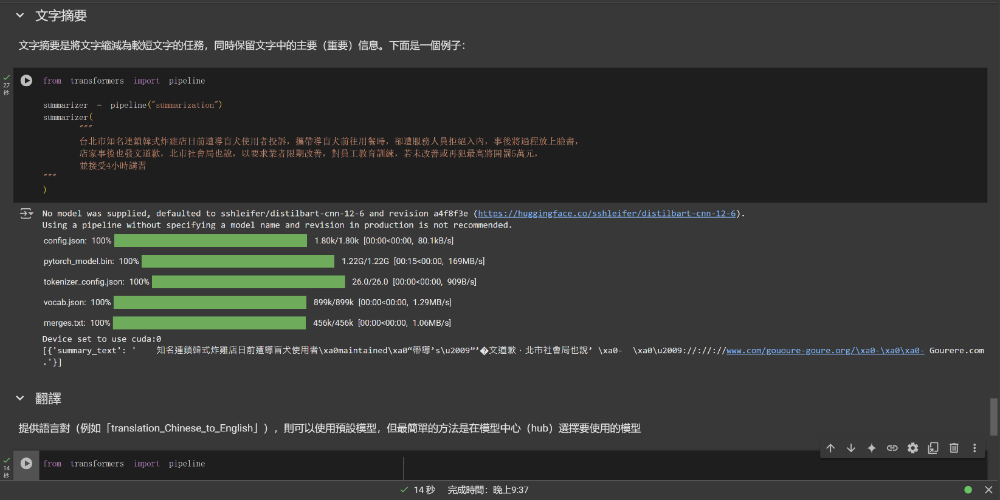 文字摘要
文字摘要是將文字縮減為較短文字的任務，同時保留文字中的主要（重要）信息。下面是一個例子：
27
秒
from transformers import pipeline
summarizer = pipeline("summarization")
summarizer(
"""
台北市知名連鎖韓式炸雞店日前遭導盲犬使用者投訴，攜帶導盲犬前往用餐時，卻遭服務人員拒絕入內，事後將過程放上臉書，
店家事後也發文道歉，北市社會局也說，以要求業者限期改善，對員工教育訓練，若未改善或再犯最高將開罰5萬元，
並接受4小時講習
"""
)
No model was supplied, defaulted to sshleifer/distilbart-cnn-12-6 and revision a4f8f3e (https://huggingface.co/sshleifer/distilbart-cnn-12-6).
Using a pipeline without specifying a model name and revision in production is not recommended.
config.json: 100% 1.80k/1.80k [00:00<00:00, 80.1kB/s]
pytorch_model.bin: 100% 1.22G/1.22G [00:15<00:00, 169MB/s]
tokenizer_config.json: 100% 26.0/26.0 [00:00<00:00, 909B/s]
vocab.json: 100% 899k/899k [00:00<00:00, 1.29MB/s]
merges.txt: 100% 456k/456k [00:00<00:00, 1.06MB/s]
Device set to use cuda:0
[{'summary_text': ' 知名連鎖韓式炸雞店日前遭導盲犬使用者\xa0maintained\xa0“帶導’s\u2009”’�文道歉．北市社會局也說’ \xa0- \xa0\u2009://://://www.com/gououre-goure.org/\xa0-\xa0\xa0- Gourere.com
.'}]
翻譯
提供語言對（例如「translation_Chinese_to_English」），則可以使用預設模型，但最簡單的方法是在模型中心（hub）選擇要使用的模型
14
秒
from transformers import pipeline
14 秒 完成時間：晚上9:37